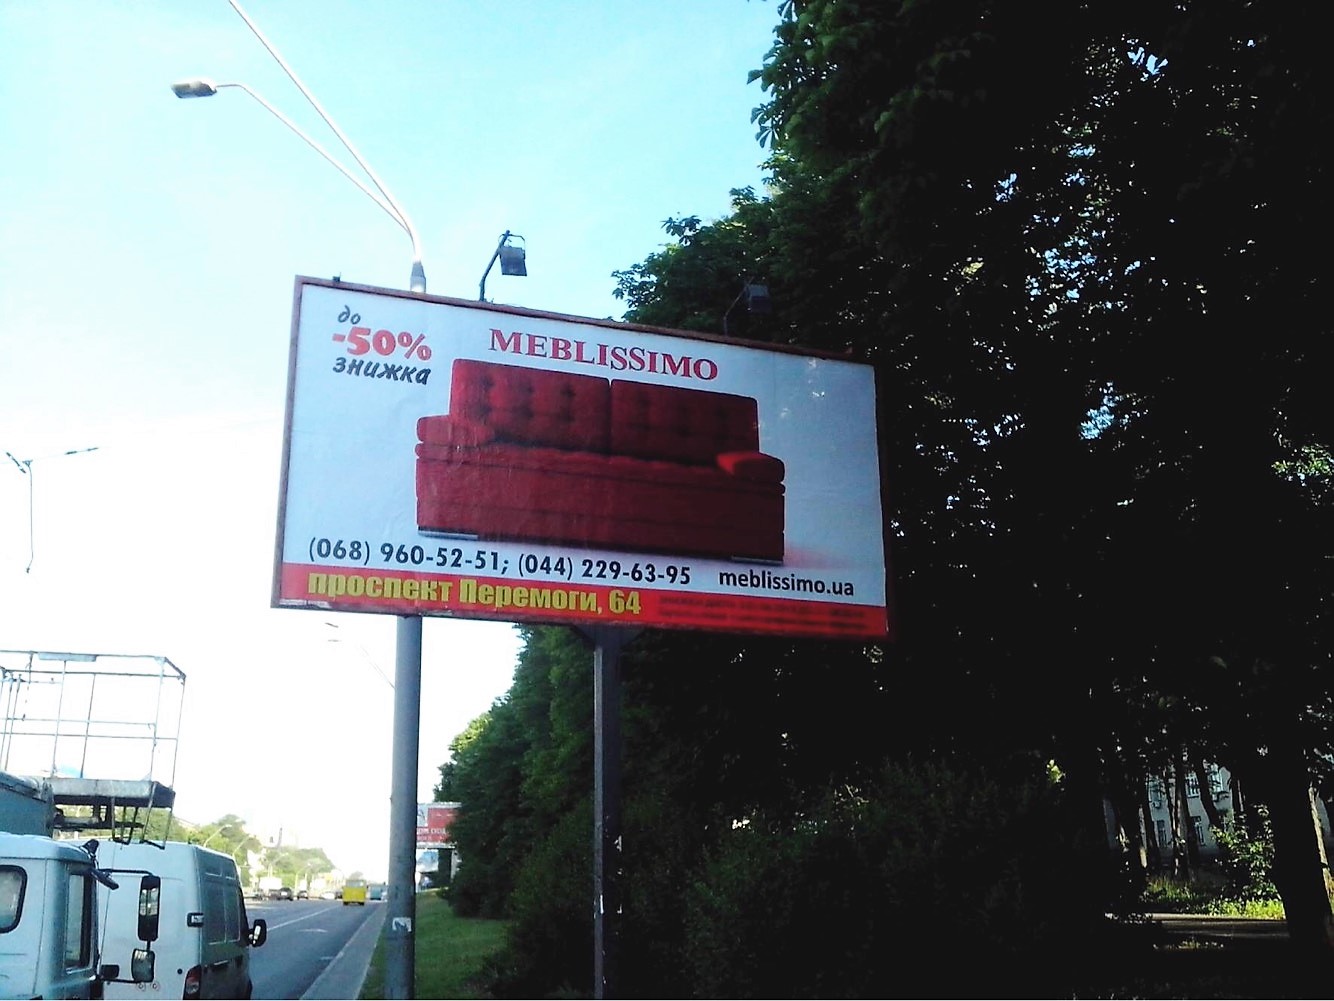 до
-50%
знижка
MEBLISSIMO
(068) 960-52-51; (044) 229-63-95 meblissimo.ua
проспект Перемоги, 64